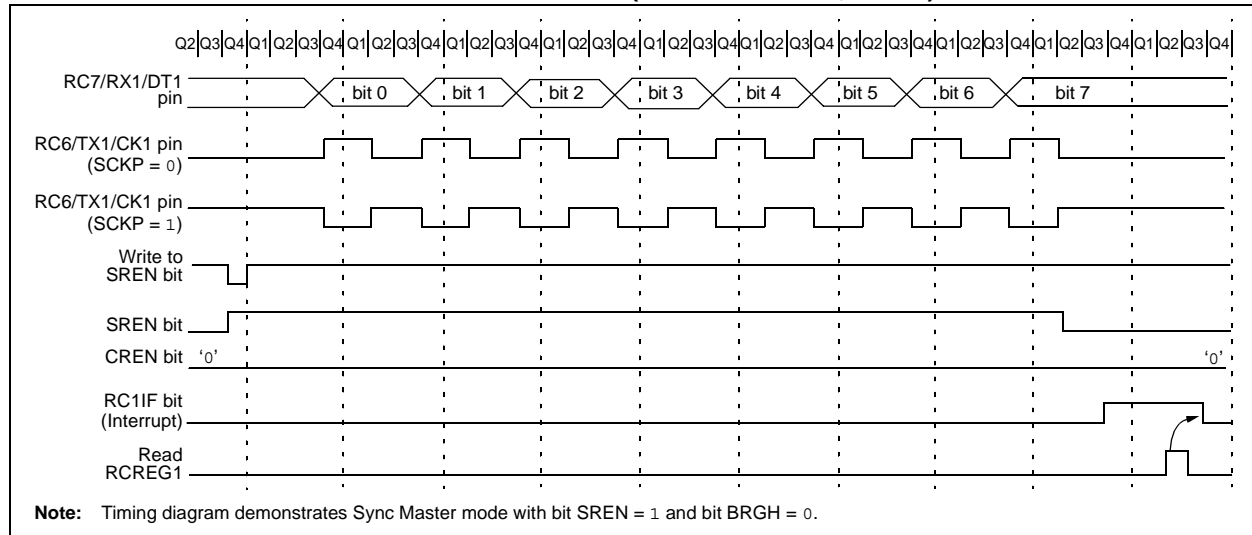 Q2 Q3 Q4 Q1 Q2 Q3 Q4 Q1 Q2 Q3 Q4 Q1 Q2 Q3 Q4 Q1 Q2 Q3 Q4 Q1 Q2 Q3 Q4 Q1 Q2 Q3 Q4 Q1 Q2 Q3 Q4 Q1 Q2 Q3 Q4 Q1 Q2 Q3 Q4 Q1 Q2 Q3 Q4
RC7/RX1/DT1
pin
bit 0 bit 1 bit 2 bit 3 bit 4 bit 5 bit 6 bit 7
RC6/TX1/CK1 pin
(SCKP = 0)
RC6/TX1/CK1 pin
(SCKP = 1)
Write to
SREN bit
SREN bit
CREN bit '0' '0'
RC1IF bit
(Interrupt)
Read
RCREG1
Note: Timing diagram demonstrates Sync Master mode with bit SREN = 1 and bit BRGH = 0.